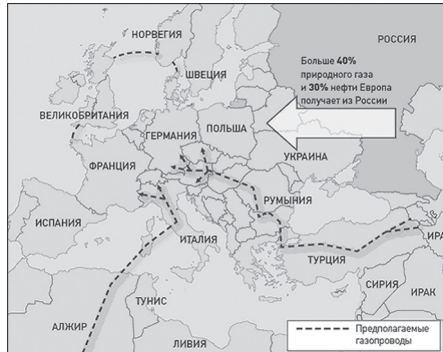 НОРВЕГИЯ
РОССИЯ
ШВЕЦИЯ
Больше 40%
природного газа
и 30% нефти Европа
получает из России
ВЕЛИКОБРИТАНИЯ
ГЕРМАНИЯ
ПОЛЬША
ФРАНЦИЯ
УКРАИНА
РУМЫНИЯ
ИСПАНИЯ
ИТАЛИЯ
ИРА
ТУРЦИЯ
ТУНИС
СИРИЯ
ИРАК
АЛЖИР
ЛИВИЯ
Предполагаемые
газопроводы